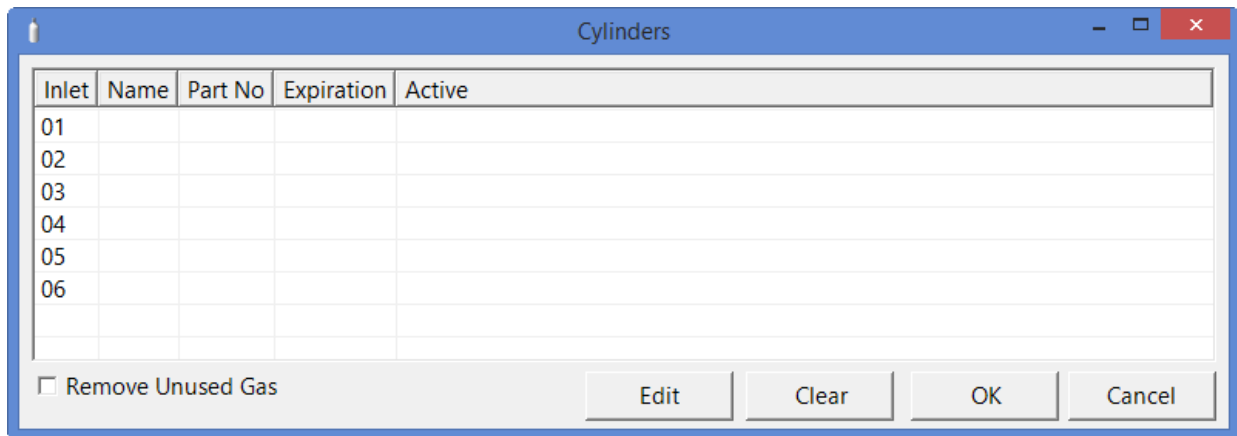 Cylinders
Inlet Name Part No Expiration Active
01
02
03
04
05
06
Remove Unused Gas Edit Clear OK Cancel